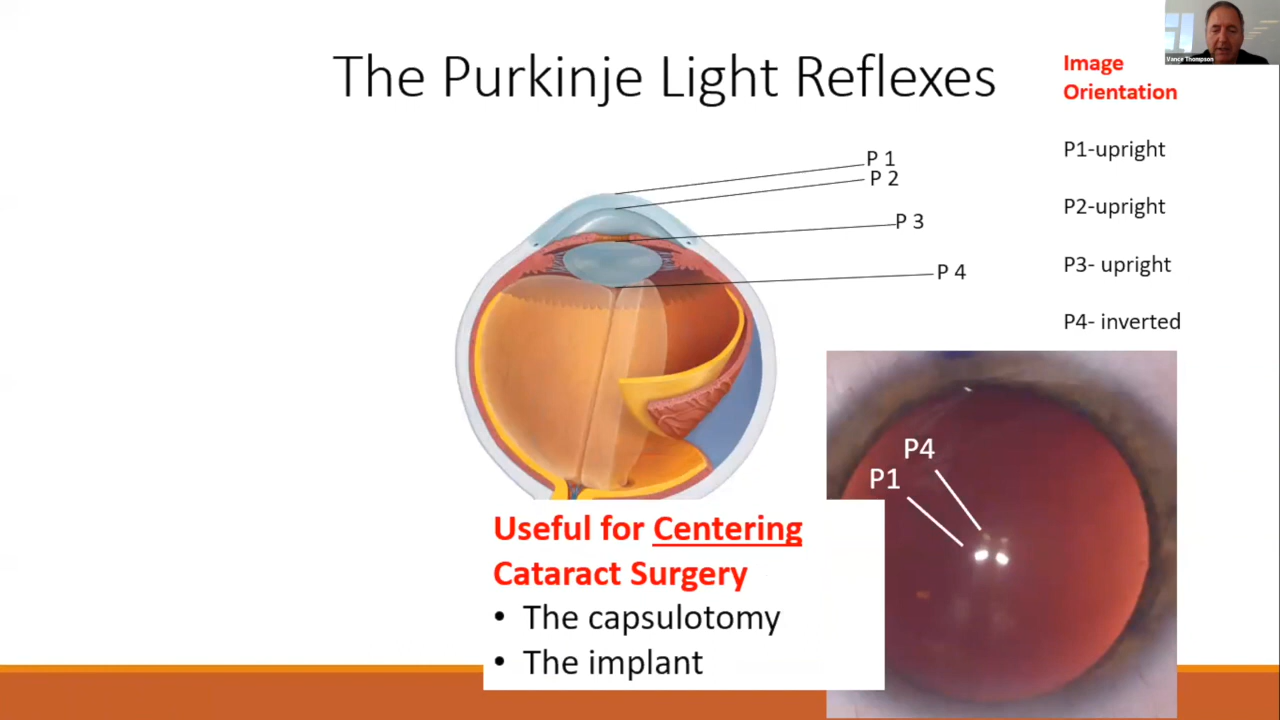 The Purkinje Light Reflexes
Vance Thompson
Image
Orientation
P 1
P 2
P 3
P 4
P1-upright
P2-upright
P3- upright
P4- inverted
P4
P1
Useful for Centering
Cataract Surgery
• The capsulotomy
• The implant